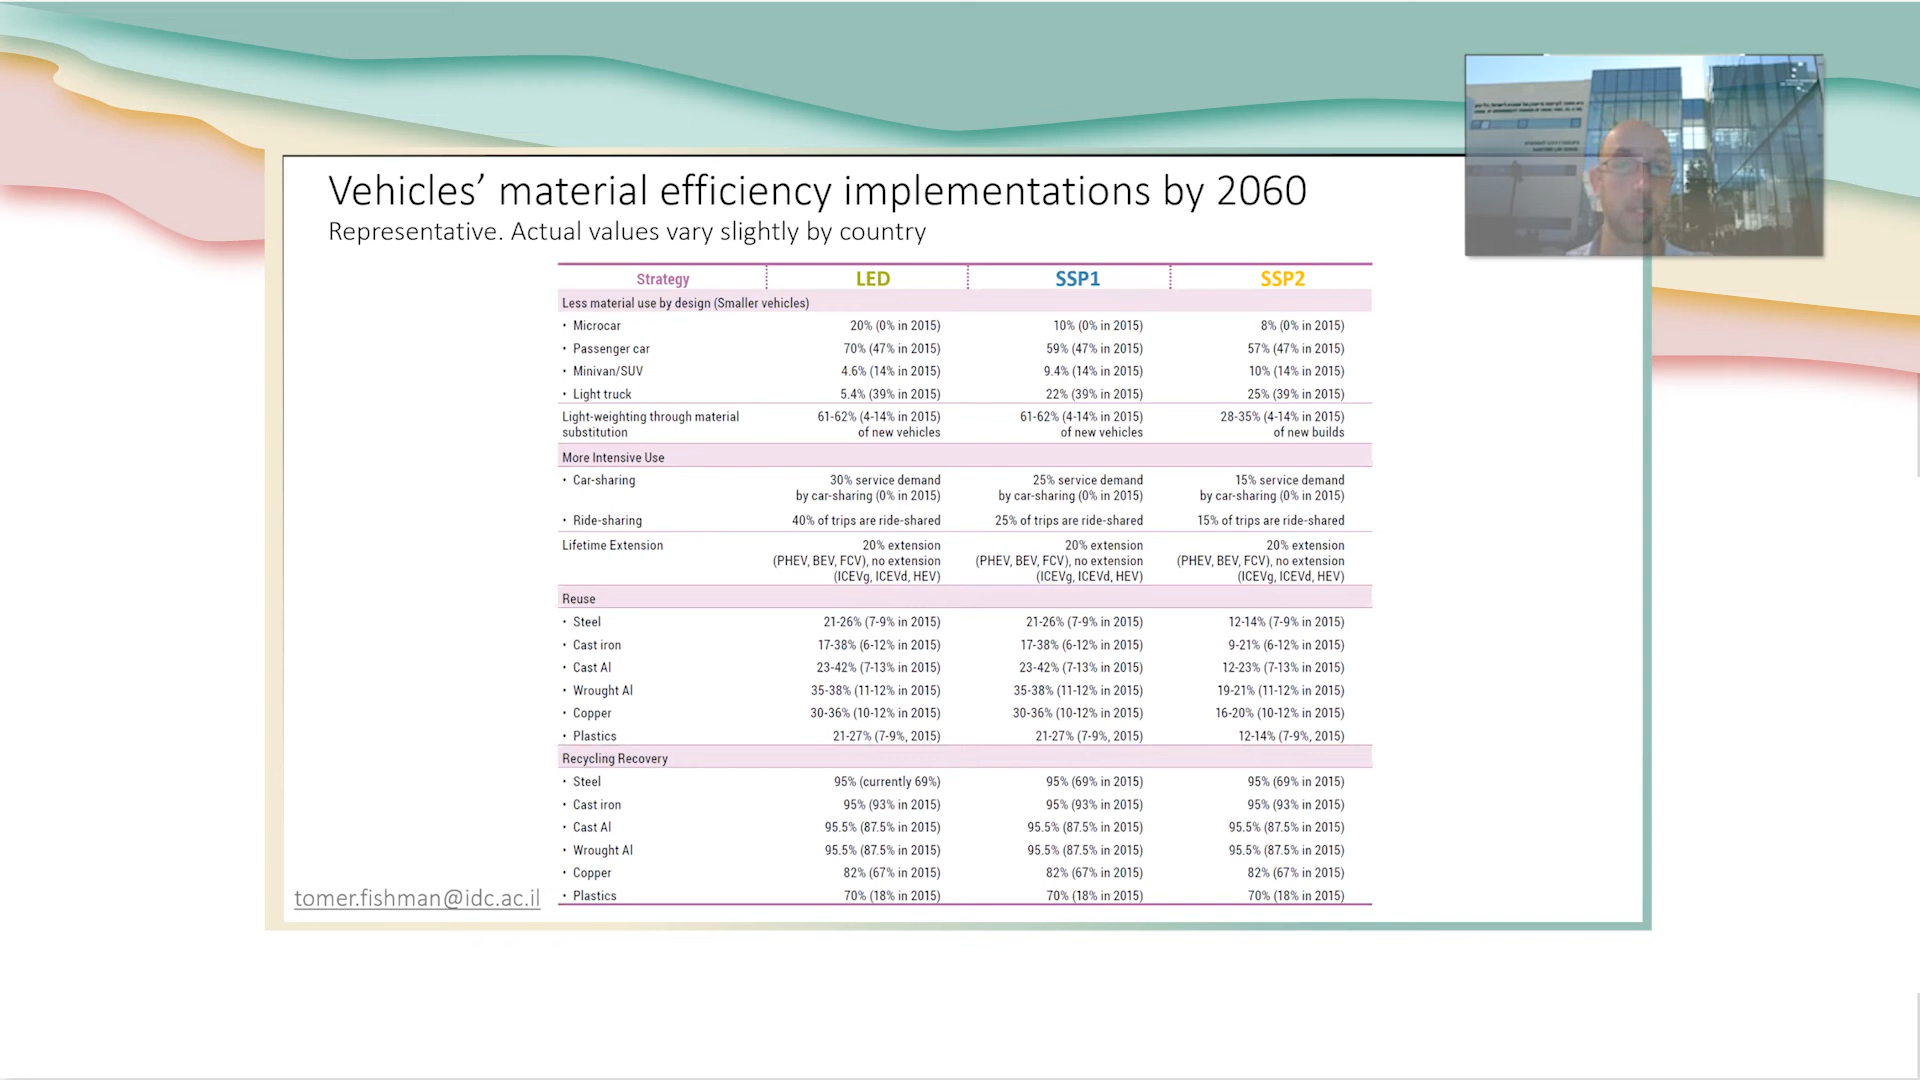 Vehicles’ material efficiency implementations by 2060
Representative. Actual values vary slightly by country
Strategy LED SSP1 SSP2
Less material use by design (Smaller vehicles)
• Microcar 20% (0% in 2015) 10% (0% in 2015) 8% (0% in 2015)
• Passenger car 70% (47% in 2015) 59% (47% in 2015) 57% (47% in 2015)
• Minivan/SUV 4.6% (14% in 2015) 9.4% (14% in 2015) 10% (14% in 2015)
• Light truck 5.4% (39% in 2015) 22% (39% in 2015) 25% (39% in 2015)
Light-weighting through material 61-62% (4-14% in 2015) 61-62% (4-14% in 2015) 28-35% (4-14% in 2015)
substitution of new vehicles of new vehicles of new builds
More Intensive Use
• Car-sharing 30% service demand 25% service demand 15% service demand
by car-sharing (0% in 2015) by car-sharing (0% in 2015) by car-sharing (0% in 2015)
• Ride-sharing 40% of trips are ride-shared 25% of trips are ride-shared 15% of trips are ride-shared
Lifetime Extension 20% extension 20% extension 20% extension
(PHEV, BEV, FCV), no extension (PHEV, BEV, FCV), no extension (PHEV, BEV, FCV), no extension
(ICEVg, ICEVd, HEV) (ICEVg, ICEVd, HEV) (ICEVg, ICEVd, HEV)
Reuse
• Steel 21-26% (7-9% in 2015) 21-26% (7-9% in 2015) 12-14% (7-9% in 2015)
• Cast iron 17-38% (6-12% in 2015) 17-38% (6-12% in 2015) 9-21% (6-12% in 2015)
• Cast Al 23-42% (7-13% in 2015) 23-42% (7-13% in 2015) 12-23% (7-13% in 2015)
• Wrought Al 35-38% (11-12% in 2015) 35-38% (11-12% in 2015) 19-21% (11-12% in 2015)
• Copper 30-36% (10-12% in 2015) 30-36% (10-12% in 2015) 16-20% (10-12% in 2015)
• Plastics 21-27% (7-9%, 2015) 21-27% (7-9%, 2015) 12-14% (7-9%, 2015)
Recycling Recovery
• Steel 95% (currently 69%) 95% (69% in 2015) 95% (69% in 2015)
• Cast iron 95% (93% in 2015) 95% (93% in 2015) 95% (93% in 2015)
• Cast Al 95.5% (87.5% in 2015) 95.5% (87.5% in 2015) 95.5% (87.5% in 2015)
• Wrought Al 95.5% (87.5% in 2015) 95.5% (87.5% in 2015) 95.5% (87.5% in 2015)
• Copper 82% (67% in 2015) 82% (67% in 2015) 82% (67% in 2015)
• Plastics 70% (18% in 2015) 70% (18% in 2015) 70% (18% in 2015)
tomer.fishman@idc.ac.il